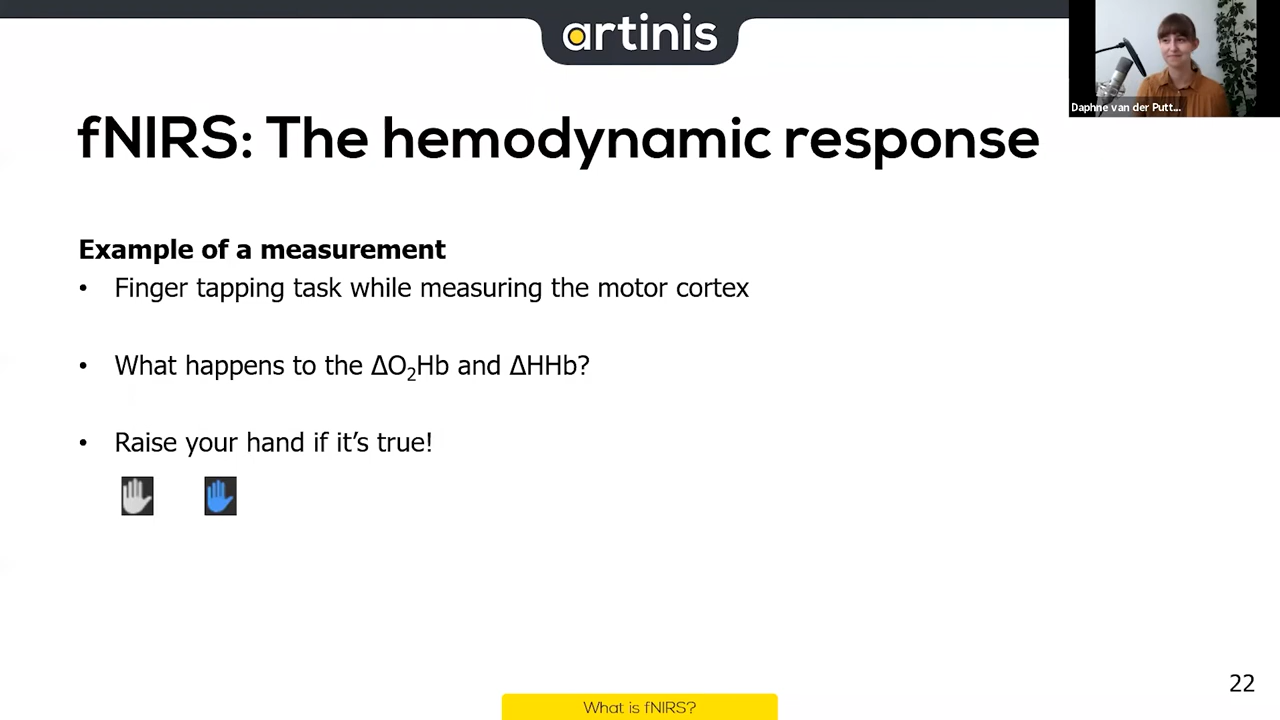 artinis
Daphne van der Putt...
fNIRS: The hemodynamic response
Example of a measurement
• Finger tapping task while measuring the motor cortex
• What happens to the ΔO₂Hb and ΔHHb?
• Raise your hand if it’s true!
22
What is fNIRS?